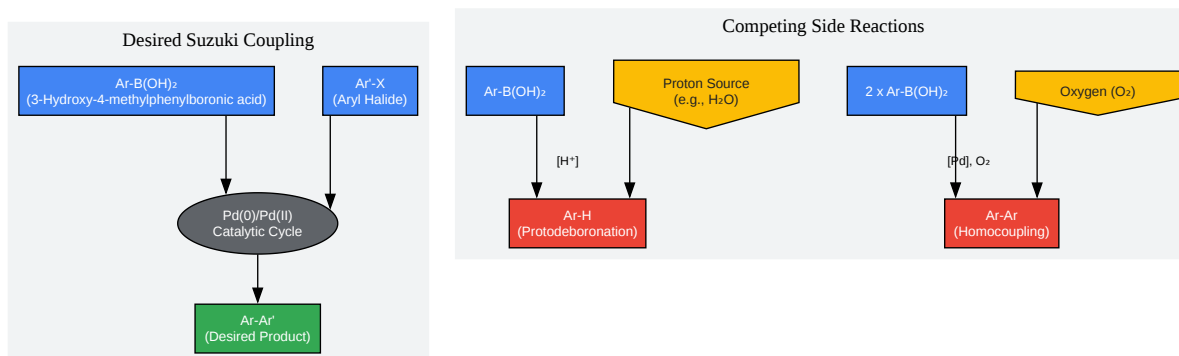 Desired Suzuki Coupling
Ar-B(OH)₂
(3-Hydroxy-4-methylphenylboronic acid)
Ar'-X
(Aryl Halide)
Pd(0)/Pd(II)
Catalytic Cycle
Ar-Ar'
(Desired Product)
Competing Side Reactions
Ar-B(OH)₂
Proton Source
(e.g., H₂O)
[H⁺]
Ar-H
(Protodeboronation)
2 x Ar-B(OH)₂
Oxygen (O₂)
[Pd], O₂
Ar-Ar
(Homocoupling)